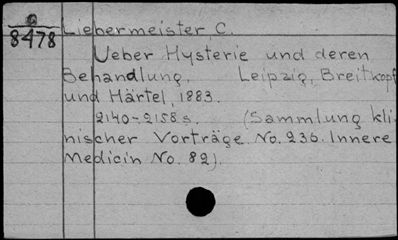 G
8478
Liebermeister, C.
Ueber Hysterie und deren
Behandlung. Leipzig, Breitkopf
und Härtel, 1883.
2140-2158 s. (Sammlung kli-
nischer Vorträge No. 236. Innere
Medicin No. 82).